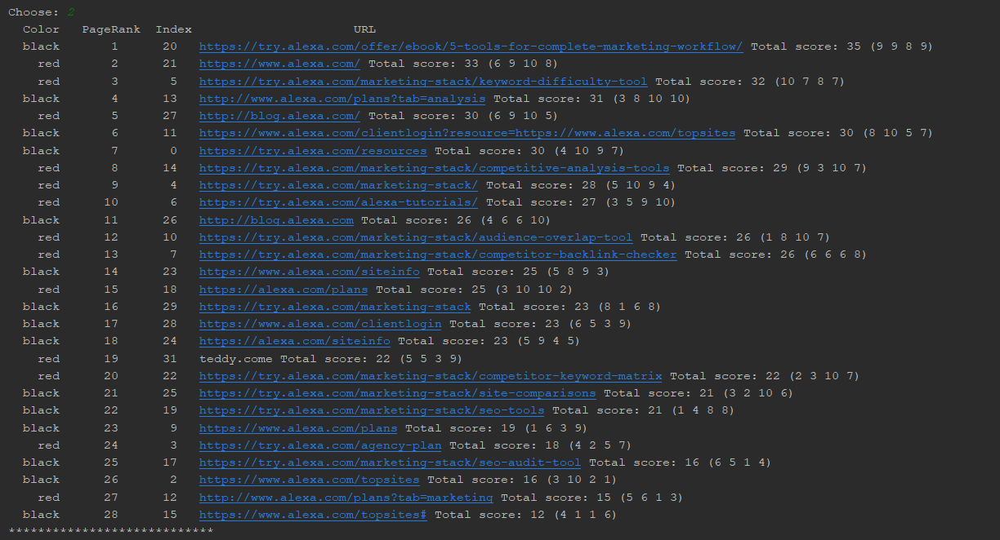 Choose: 2
Color PageRank Index URL
black 1 20 https://try.alexa.com/offer/ebook/5-tools-for-complete-marketing-workflow/ Total score: 35 (9 9 8 9)
red 2 21 https://www.alexa.com/ Total score: 33 (6 9 10 8)
red 3 5 https://try.alexa.com/marketing-stack/keyword-difficulty-tool Total score: 32 (10 7 8 7)
black 4 13 http://www.alexa.com/plans?tab=analysis Total score: 31 (3 8 10 10)
red 5 27 http://blog.alexa.com/ Total score: 30 (6 9 10 5)
black 6 11 https://www.alexa.com/clientlogin?resource=https://www.alexa.com/topsites Total score: 30 (8 10 5 7)
black 7 0 https://try.alexa.com/resources Total score: 30 (4 10 9 7)
red 8 14 https://try.alexa.com/marketing-stack/competitive-analysis-tools Total score: 29 (9 3 10 7)
red 9 4 https://try.alexa.com/marketing-stack/ Total score: 28 (5 10 9 4)
red 10 6 https://try.alexa.com/alexa-tutorials/ Total score: 27 (3 5 9 10)
black 11 26 http://blog.alexa.com Total score: 26 (4 6 6 10)
red 12 10 https://try.alexa.com/marketing-stack/audience-overlap-tool Total score: 26 (1 8 10 7)
red 13 7 https://try.alexa.com/marketing-stack/competitor-backlink-checker Total score: 26 (6 6 6 8)
black 14 23 https://www.alexa.com/siteinfo Total score: 25 (5 8 9 3)
red 15 18 https://alexa.com/plans Total score: 25 (3 10 10 2)
black 16 29 https://try.alexa.com/marketing-stack Total score: 23 (8 1 6 8)
black 17 28 https://www.alexa.com/clientlogin Total score: 23 (6 5 3 9)
black 18 24 https://alexa.com/siteinfo Total score: 23 (5 9 4 5)
red 19 31 teddy.come Total score: 22 (5 5 3 9)
red 20 22 https://try.alexa.com/marketing-stack/competitor-keyword-matrix Total score: 22 (2 3 10 7)
black 21 25 https://try.alexa.com/marketing-stack/site-comparisons Total score: 21 (3 2 10 6)
black 22 19 https://try.alexa.com/marketing-stack/seo-tools Total score: 21 (1 4 8 8)
black 23 9 https://www.alexa.com/plans Total score: 19 (1 6 3 9)
red 24 3 https://try.alexa.com/agency-plan Total score: 18 (4 2 5 7)
black 25 17 https://try.alexa.com/marketing-stack/seo-audit-tool Total score: 16 (6 5 1 4)
black 26 2 https://www.alexa.com/topsites Total score: 16 (3 10 2 1)
red 27 12 http://www.alexa.com/plans?tab=marketing Total score: 15 (5 6 1 3)
black 28 15 https://www.alexa.com/topsites# Total score: 12 (4 1 1 6)
****************************